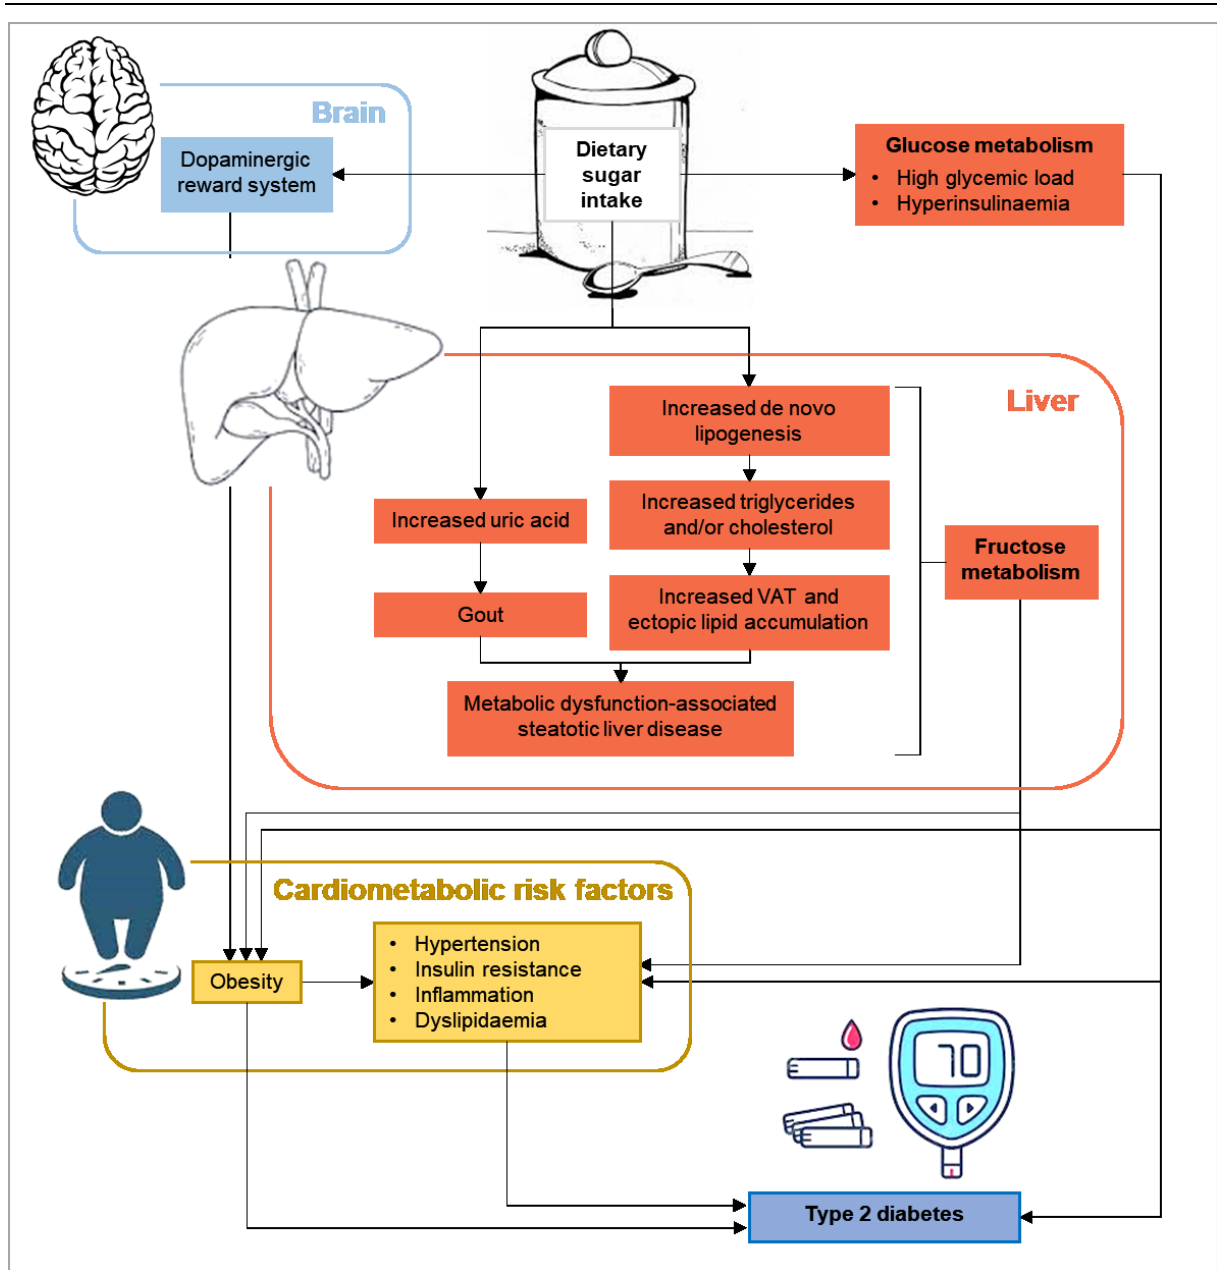 Brain
Dopaminergic
reward system
Dietary
sugar
intake
Glucose metabolism
• High glycemic load
• Hyperinsulinaemia
Liver
Increased de novo
lipogenesis
Increased uric acid
Increased triglycerides
and/or cholesterol
Fructose
metabolism
Gout
Increased VAT and
ectopic lipid accumulation
Metabolic dysfunction-associated
steatotic liver disease
Cardiometabolic risk factors
Obesity
• Hypertension
• Insulin resistance
• Inflammation
• Dyslipidaemia
70
Type 2 diabetes